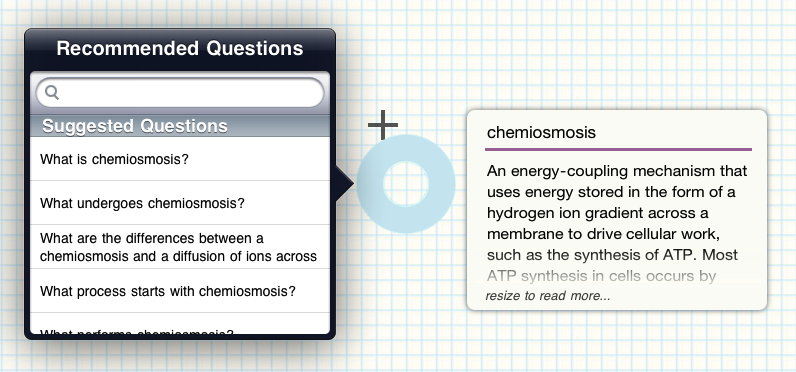 Recommended Questions
Suggested Questions
What is chemiosmosis?
What undergoes chemiosmosis?
What are the differences between a
chemiosmosis and a diffusion of ions across
What process starts with chemiosmosis?
What performs chemiosmosis?
chemiosmosis
An energy-coupling mechanism that
uses energy stored in the form of a
hydrogen ion gradient across a
membrane to drive cellular work,
such as the synthesis of ATP. Most
ATP synthesis in cells occurs by
resize to read more...